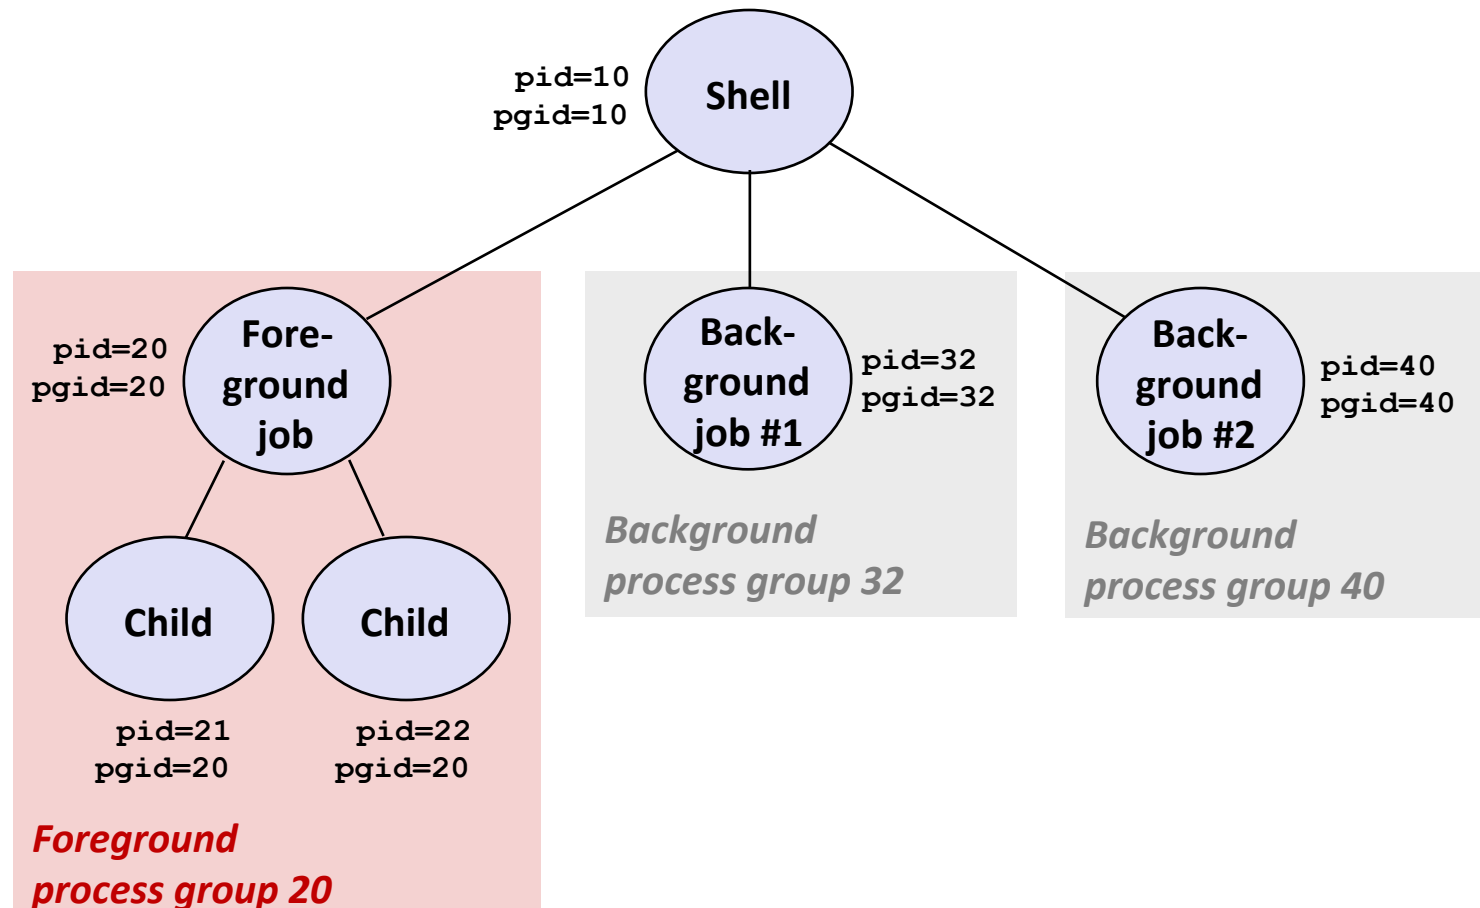 pid=10
pgid=10
Shell
pid=20
pgid=20
Fore-
ground
job
Back-
ground
job #1
pid=32
pgid=32
Back-
ground
job #2
pid=40
pgid=40
Background
process group 32
Background
process group 40
Child
Child
pid=21
pgid=20
pid=22
pgid=20
Foreground
process group 20